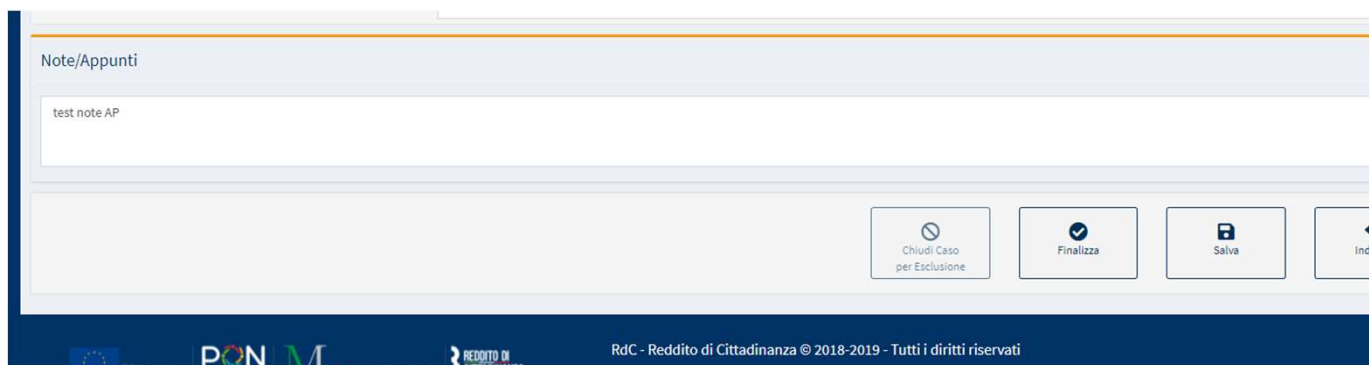 Note/Appunti
test note AP
Chiudi Caso
per Esclusione
Finalizza
Salva
PON
REDDITO DI
RdC - Reddito di Cittadinanza © 2018-2019 - Tutti i diritti riservati